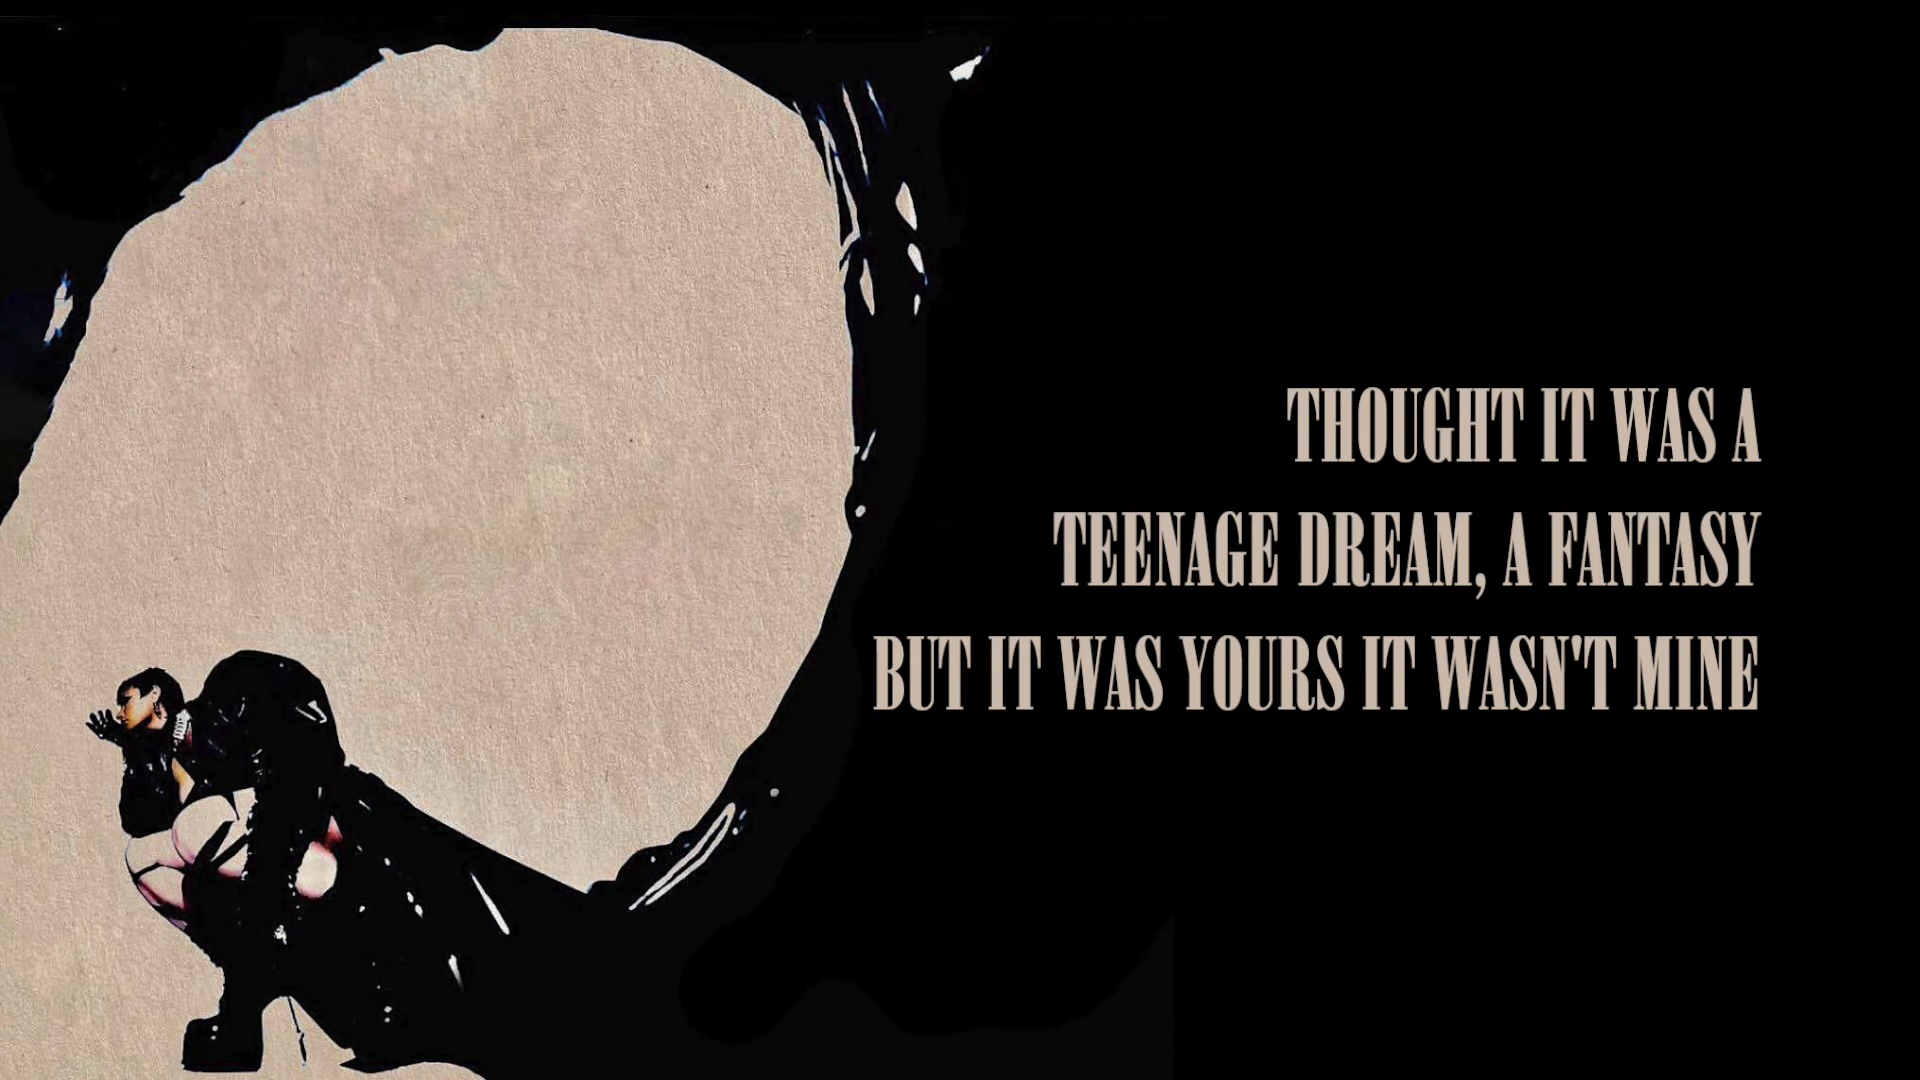 THOUGHT IT WAS A
TEENAGE DREAM, A FANTASY
BUT IT WAS YOURS IT WASN'T MINE